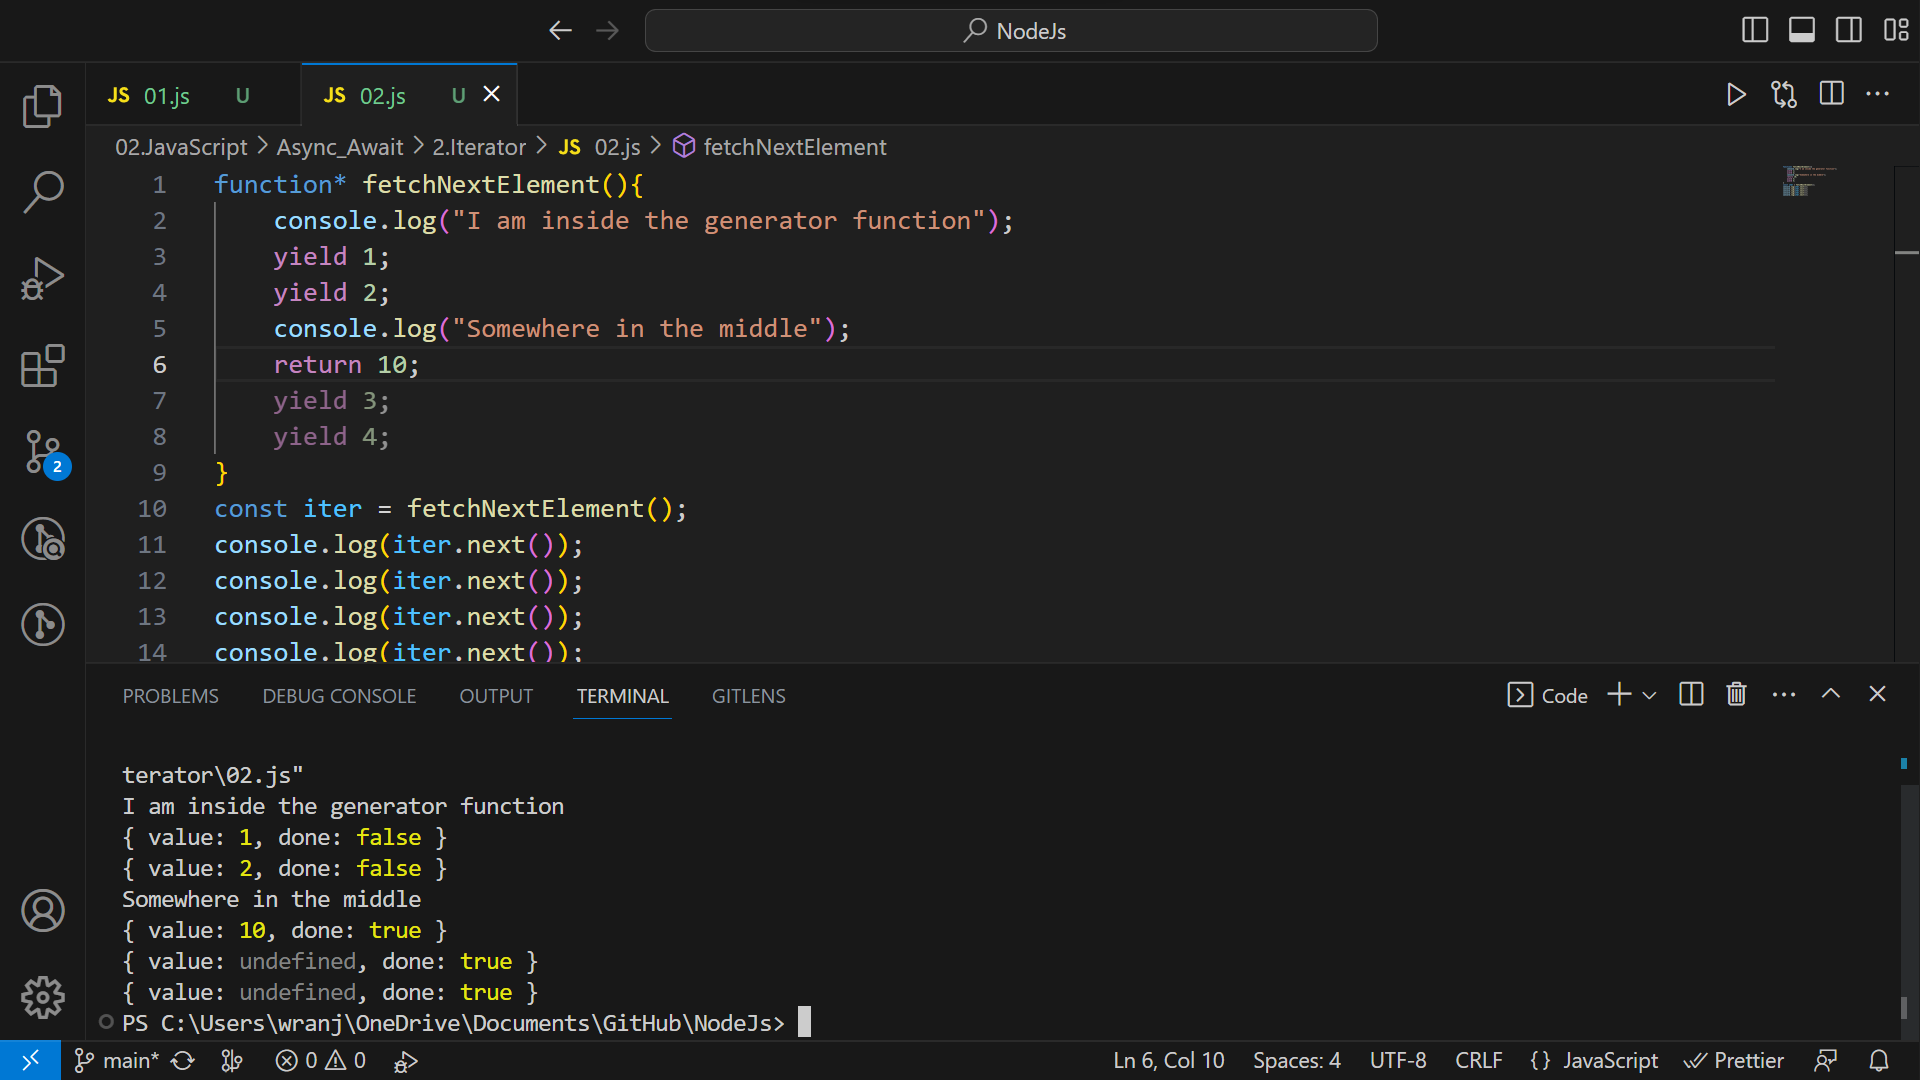 NodeJs
JS 01.js U JS 02.js U
02.JavaScript > Async_Await > 2.Iterator > JS 02.js > fetchNextElement
1 function* fetchNextElement(){
2 console.log("I am inside the generator function");
3 yield 1;
4 yield 2;
5 console.log("Somewhere in the middle");
6 return 10;
7 yield 3;
8 yield 4;
9 }
10 const iter = fetchNextElement();
11 console.log(iter.next());
12 console.log(iter.next());
13 console.log(iter.next());
14 console.log(iter.next());
2
PROBLEMS DEBUG CONSOLE OUTPUT TERMINAL GITLENS Code
terator\02.js"
I am inside the generator function
{ value: 1, done: false }
{ value: 2, done: false }
Somewhere in the middle
{ value: 10, done: true }
{ value: undefined, done: true }
{ value: undefined, done: true }
PS C:\Users\wranj\OneDrive\Documents\GitHub\NodeJs>
main* 0 0 Ln 6, Col 10 Spaces: 4 UTF-8 CRLF {} JavaScript Prettier